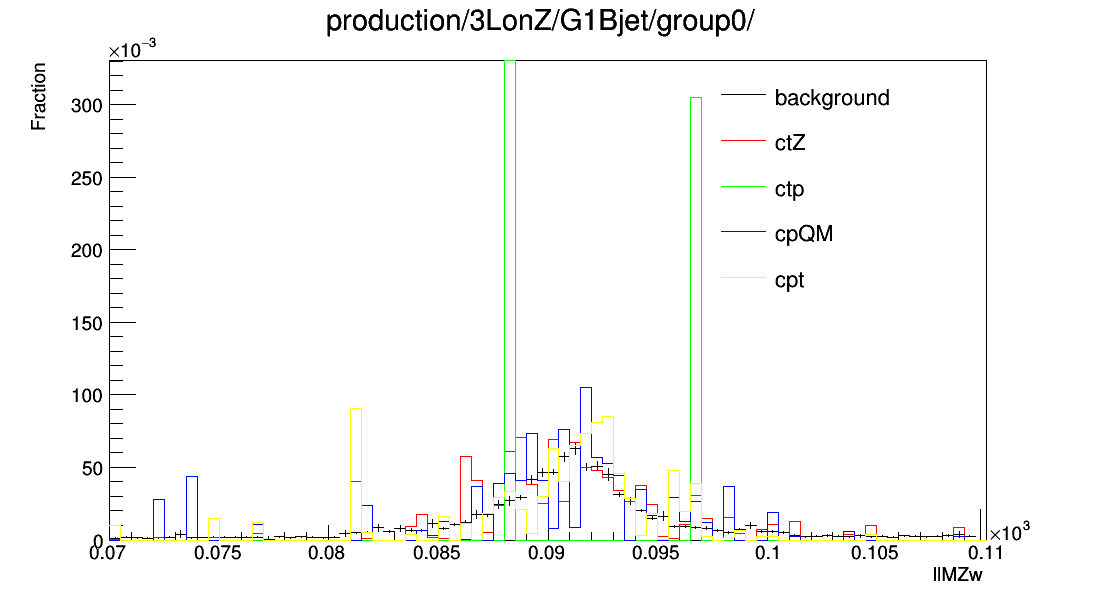 production/3LonZ/G1Bjet/group0/
×10⁻³
Fraction
300
250
200
150
100
50
0
background
ctZ
ctp
cpQM
cpt
0.07 0.075 0.08 0.085 0.09 0.095 0.1 0.105 0.11
×10³
llMZw